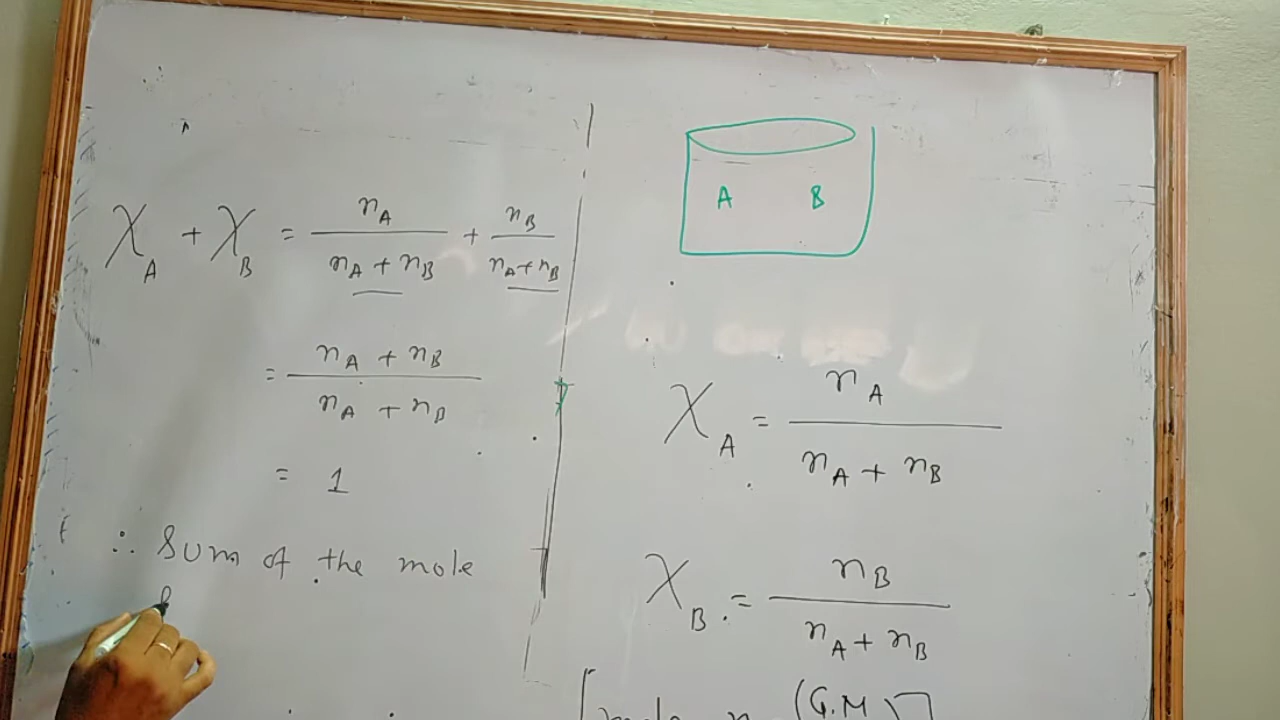 χ_A + χ_B = n_A / (n_A + n_B) + n_B / (n_A + n_B)
= (n_A + n_B) / (n_A + n_B)
= 1
∴ Sum of the mole
A B
χ_A = n_A / (n_A + n_B)
χ_B = n_B / (n_A + n_B)